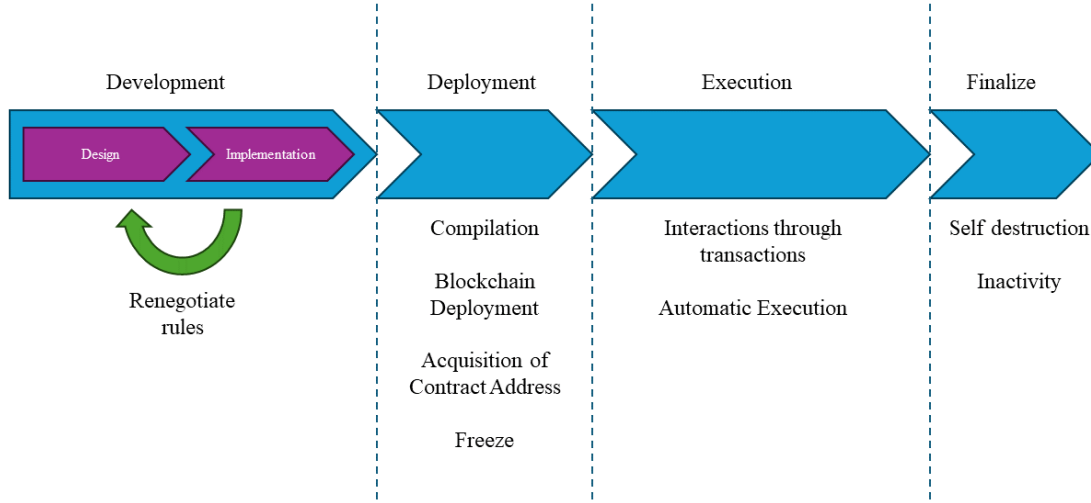 Development
Design
Implementation
Renegotiate
rules
Deployment
Compilation
Blockchain
Deployment
Acquisition of
Contract Address
Freeze
Execution
Interactions through
transactions
Automatic Execution
Finalize
Self destruction
Inactivity